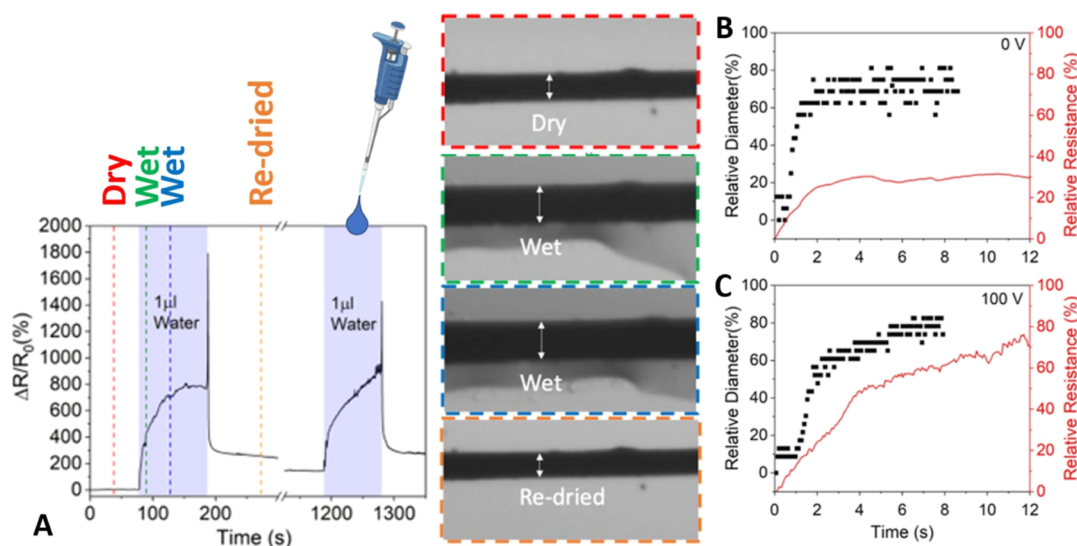 Dry
Wet
Wet
Re-dried
ΔR/R₀(%)
2000
1800
1600
1400
1200
1000
800
600
400
200
0
1μl
Water
1μl
Water
0 100 200 1200 1300
Time (s)
A
Dry
Wet
Wet
Re-dried
B
0 V
Relative Diameter(%)
80
60
40
20
0
0 2 4 6 8 10 12
100
80
60
40
20
0
Relative Resistance (%)
C
100 V
Relative Diameter(%)
100
80
60
40
20
0
0 2 4 6 8 10 12
Time (s)
100
80
60
40
20
0
Relative Resistance (%)